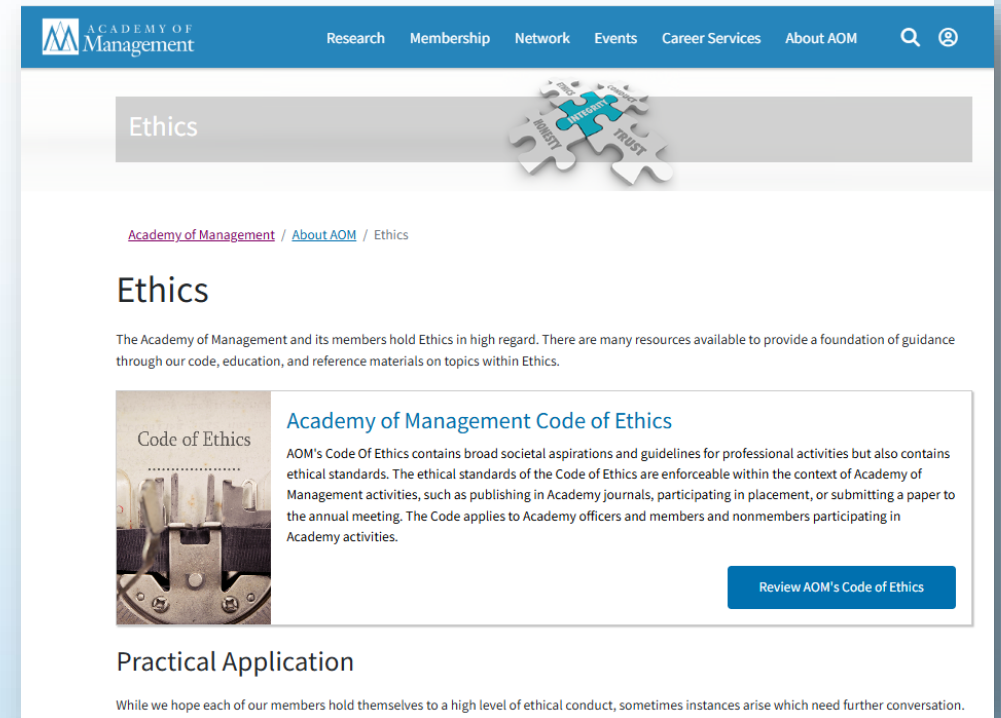 ACADEMY OF
Management
Research Membership Network Events Career Services About AOM
Ethics
ETHICS
CONDUCT
INTEGRITY
HONESTY
TRUST
Academy of Management / About AOM / Ethics
Ethics
The Academy of Management and its members hold Ethics in high regard. There are many resources available to provide a foundation of guidance
through our code, education, and reference materials on topics within Ethics.
Code of Ethics
Academy of Management Code of Ethics
AOM's Code Of Ethics contains broad societal aspirations and guidelines for professional activities but also contains
ethical standards. The ethical standards of the Code of Ethics are enforceable within the context of Academy of
Management activities, such as publishing in Academy journals, participating in placement, or submitting a paper to
the annual meeting. The Code applies to Academy officers and members and nonmembers participating in
Academy activities.
Review AOM's Code of Ethics
Practical Application
While we hope each of our members hold themselves to a high level of ethical conduct, sometimes instances arise which need further conversation.